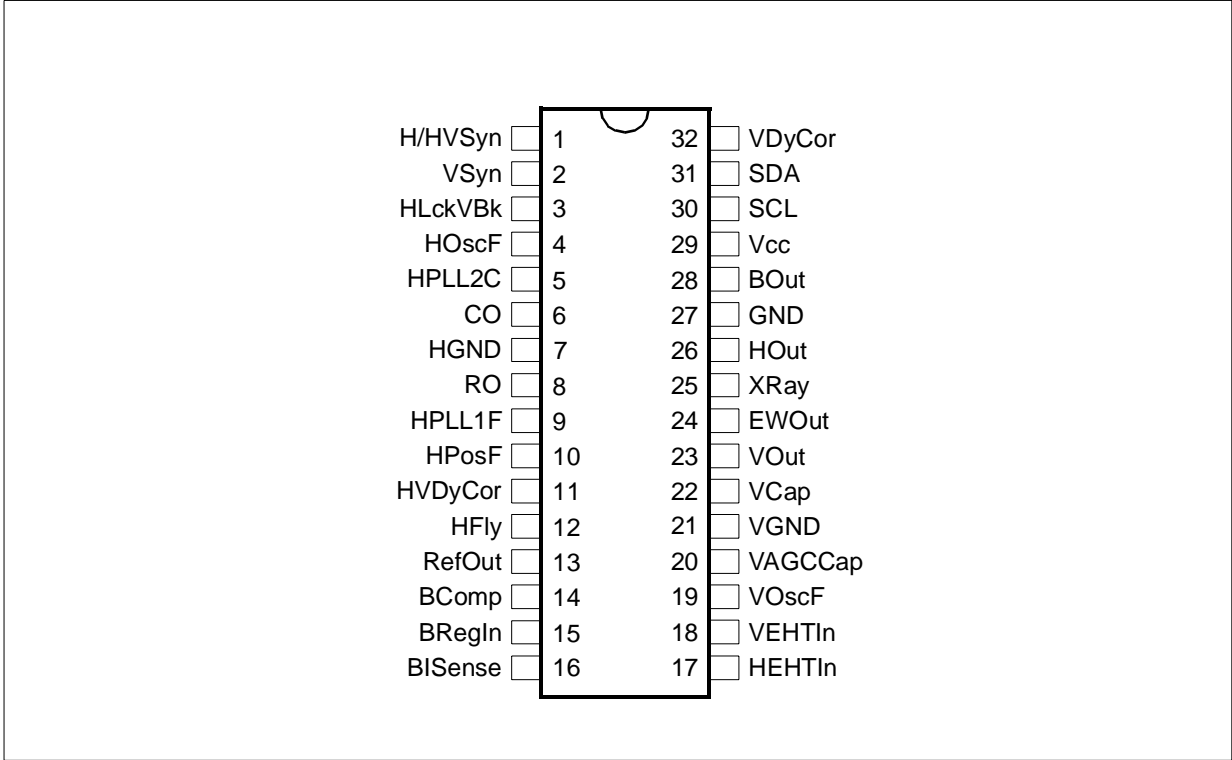 H/HVSyn 1 32 VDyCor
VSyn 2 31 SDA
HLckVBk 3 30 SCL
HOscF 4 29 Vcc
HPLL2C 5 28 BOut
CO 6 27 GND
HGND 7 26 HOut
RO 8 25 XRay
HPLL1F 9 24 EWOut
HPosF 10 23 VOut
HVDyCor 11 22 VCap
HFly 12 21 VGND
RefOut 13 20 VAGCCap
BComp 14 19 VOscF
BRegIn 15 18 VEHTIn
BISense 16 17 HEHTIn